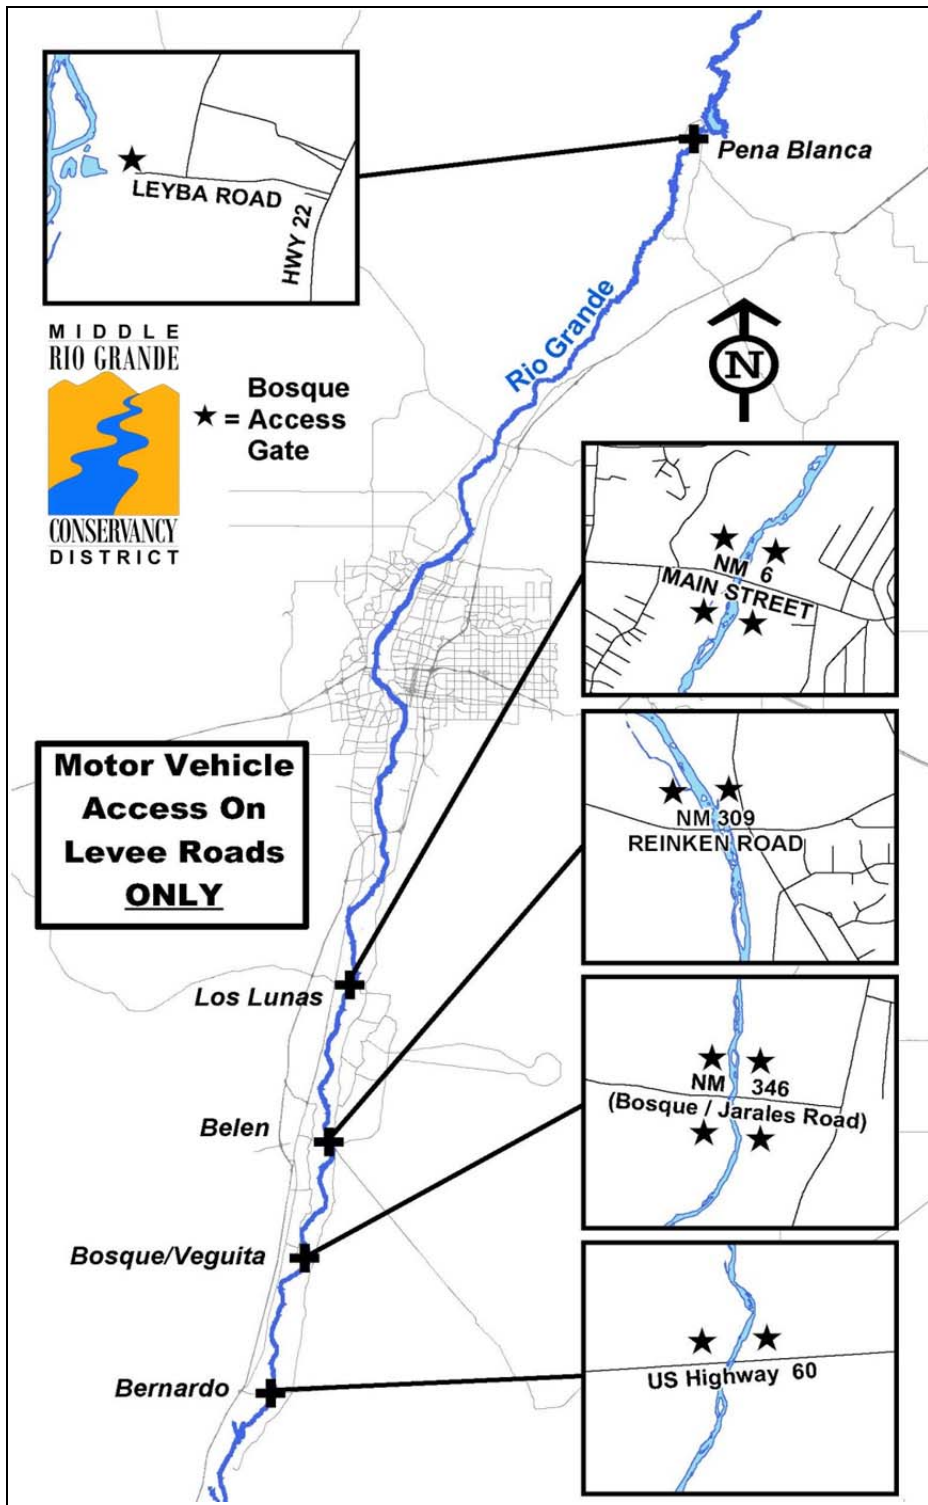 Pena Blanca
LEYBA ROAD
HWY 22
MIDDLE
RIO GRANDE
CONSERVANCY
DISTRICT
★ = Bosque
Access
Gate
Rio Grande
N
NM 6
MAIN STREET
Motor Vehicle
Access On
Levee Roads
ONLY
NM 309
REINKEN ROAD
Los Lunas
NM 346
(Bosque / Jarales Road)
Belen
Bosque/Veguita
US Highway 60
Bernardo